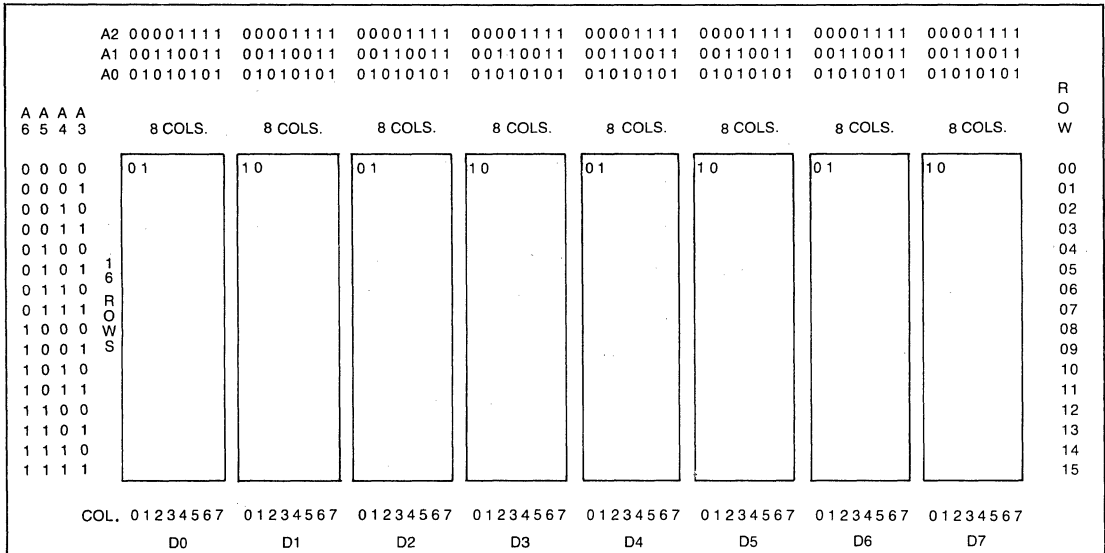 A2 00001111 00001111 00001111 00001111 00001111 00001111 00001111 00001111
A1 00110011 00110011 00110011 00110011 00110011 00110011 00110011 00110011
A0 01010101 01010101 01010101 01010101 01010101 01010101 01010101 01010101
A A A A
6 5 4 3
8 COLS. 8 COLS. 8 COLS. 8 COLS. 8 COLS. 8 COLS. 8 COLS. 8 COLS.
ROW
0 0 0 0 01 10 01 10 01 10 01 10 00
0 0 0 1 01
0 0 1 0 02
0 0 1 1 03
0 1 0 0 04
0 1 0 1 05
0 1 1 0 06
0 1 1 1 07
1 0 0 0 08
1 0 0 1 09
1 0 1 0 10
1 0 1 1 11
1 1 0 0 12
1 1 0 1 13
1 1 1 0 14
1 1 1 1 15
16 ROWS
COL. 01234567 01234567 01234567 01234567 01234567 01234567 01234567 01234567
D0 D1 D2 D3 D4 D5 D6 D7